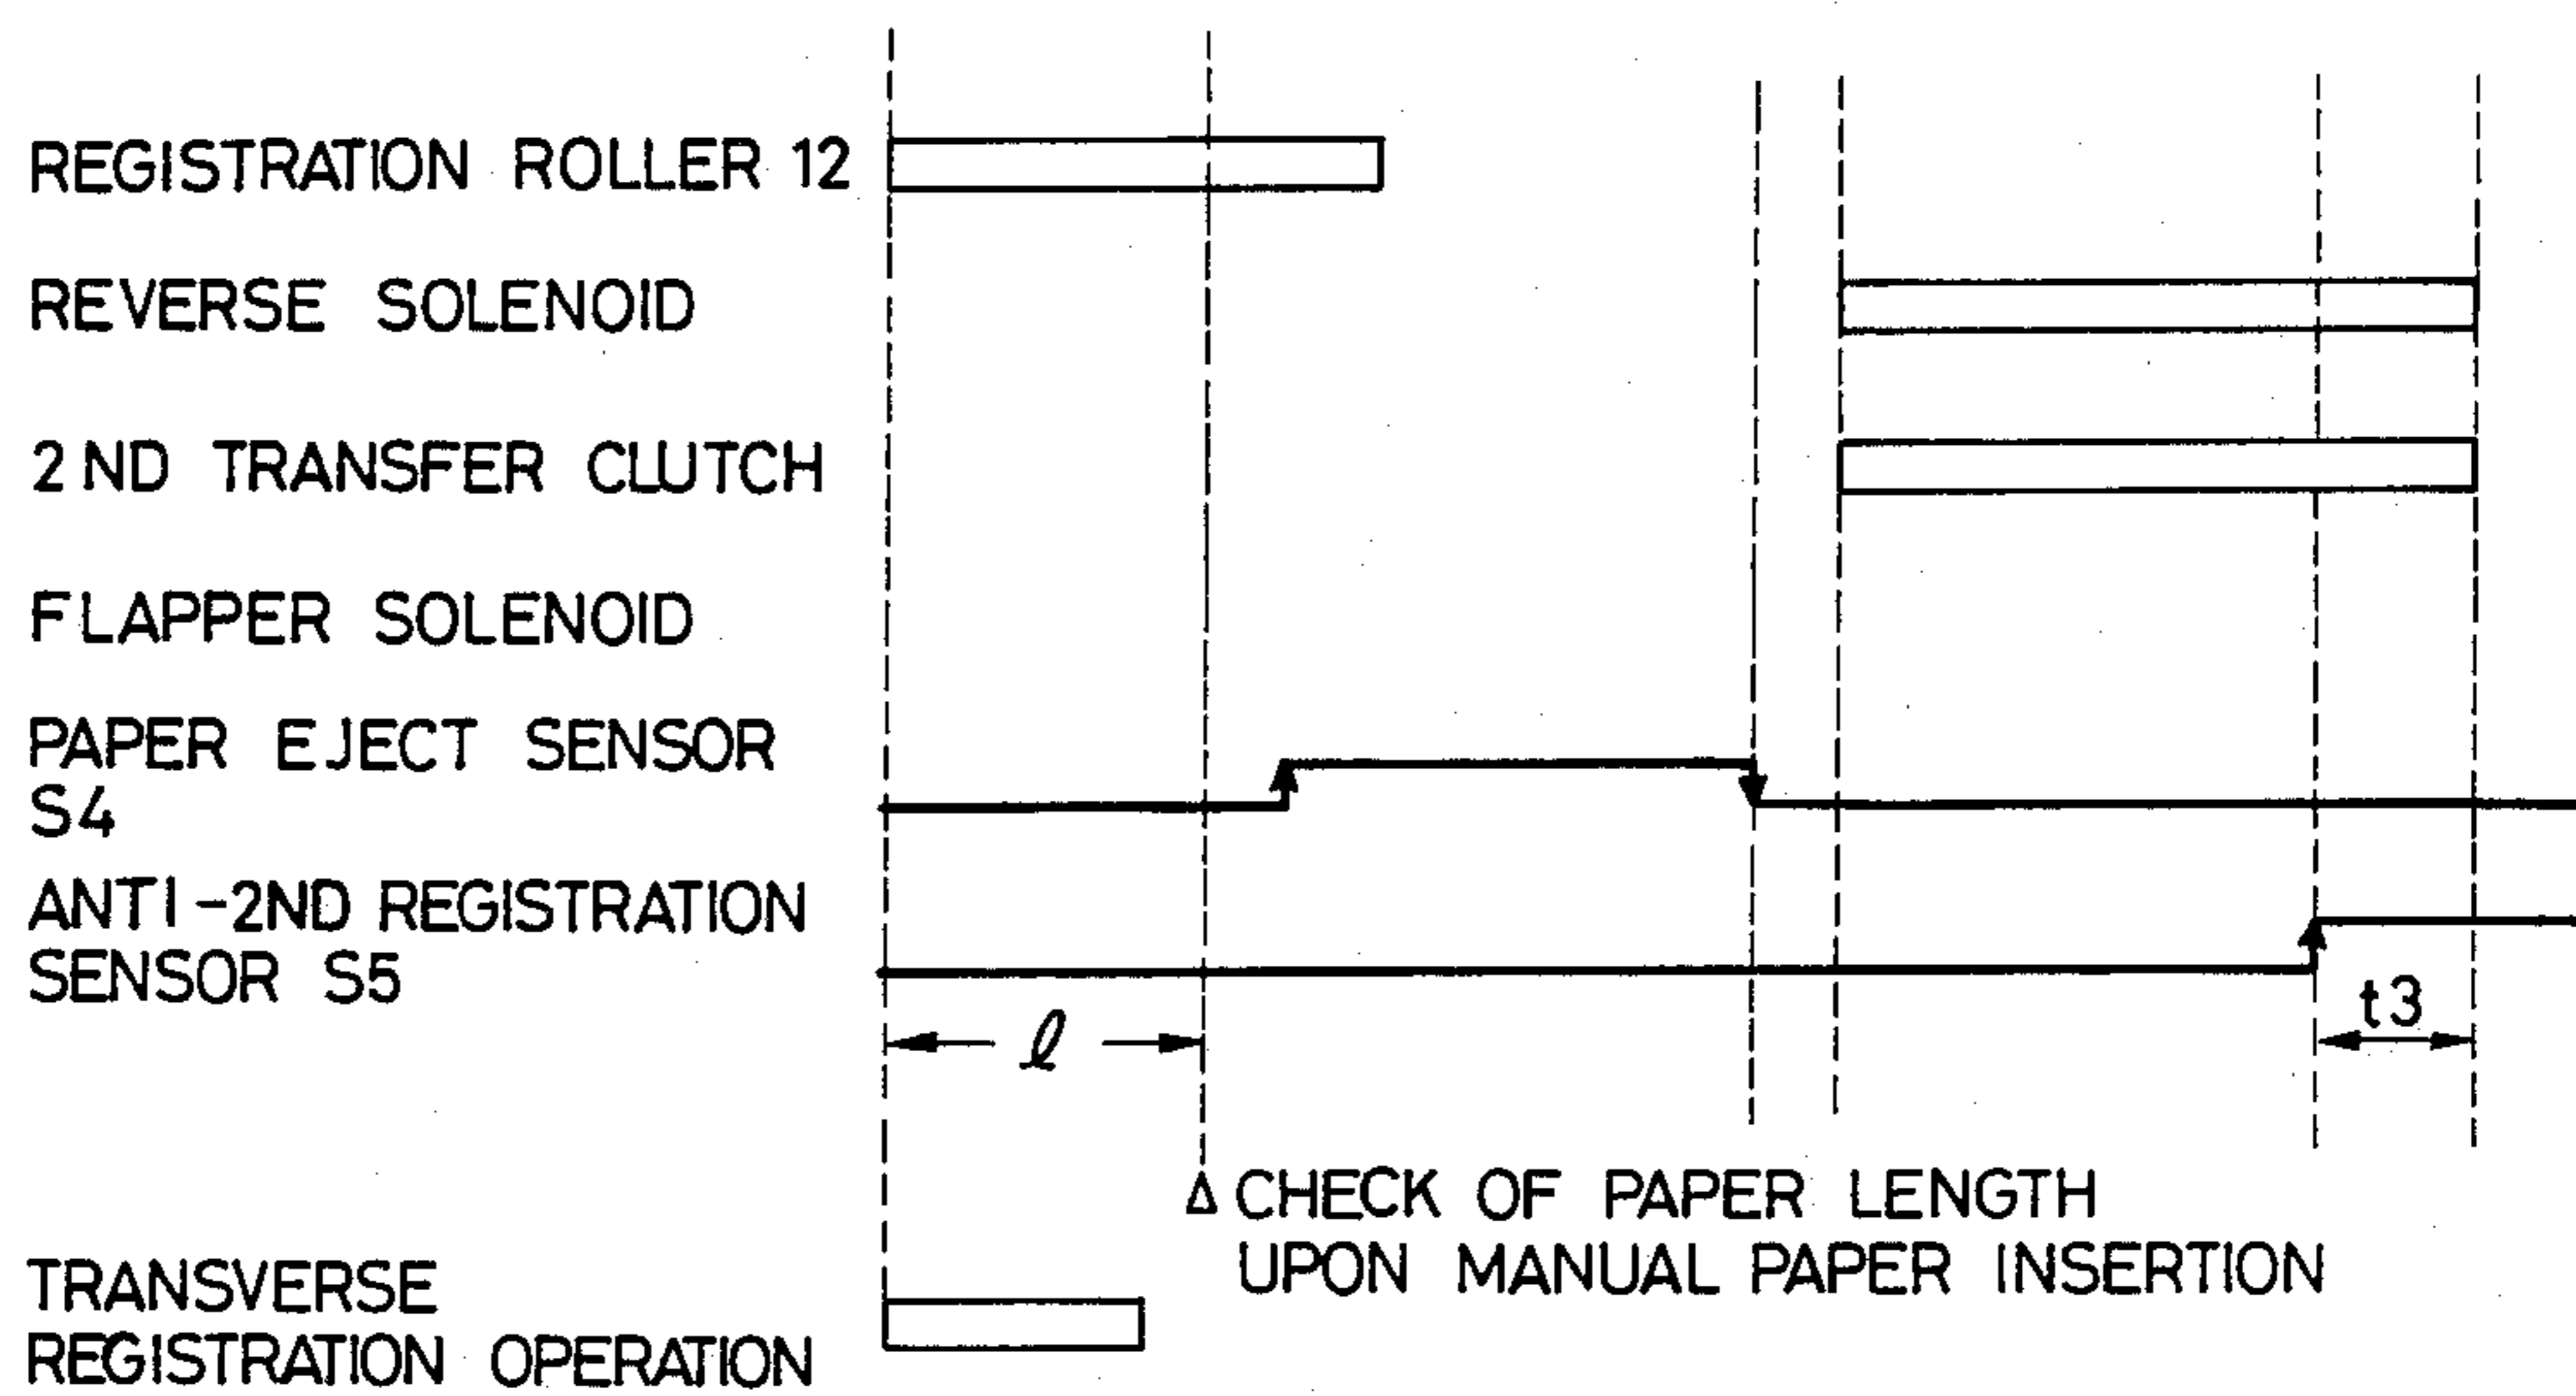 REGISTRATION ROLLER 12
REVERSE SOLENOID
2ND TRANSFER CLUTCH
FLAPPER SOLENOID
PAPER EJECT SENSOR
S4
ANTI-2ND REGISTRATION
SENSOR S5
ℓ
t3
Δ CHECK OF PAPER LENGTH
UPON MANUAL PAPER INSERTION
TRANSVERSE
REGISTRATION OPERATION